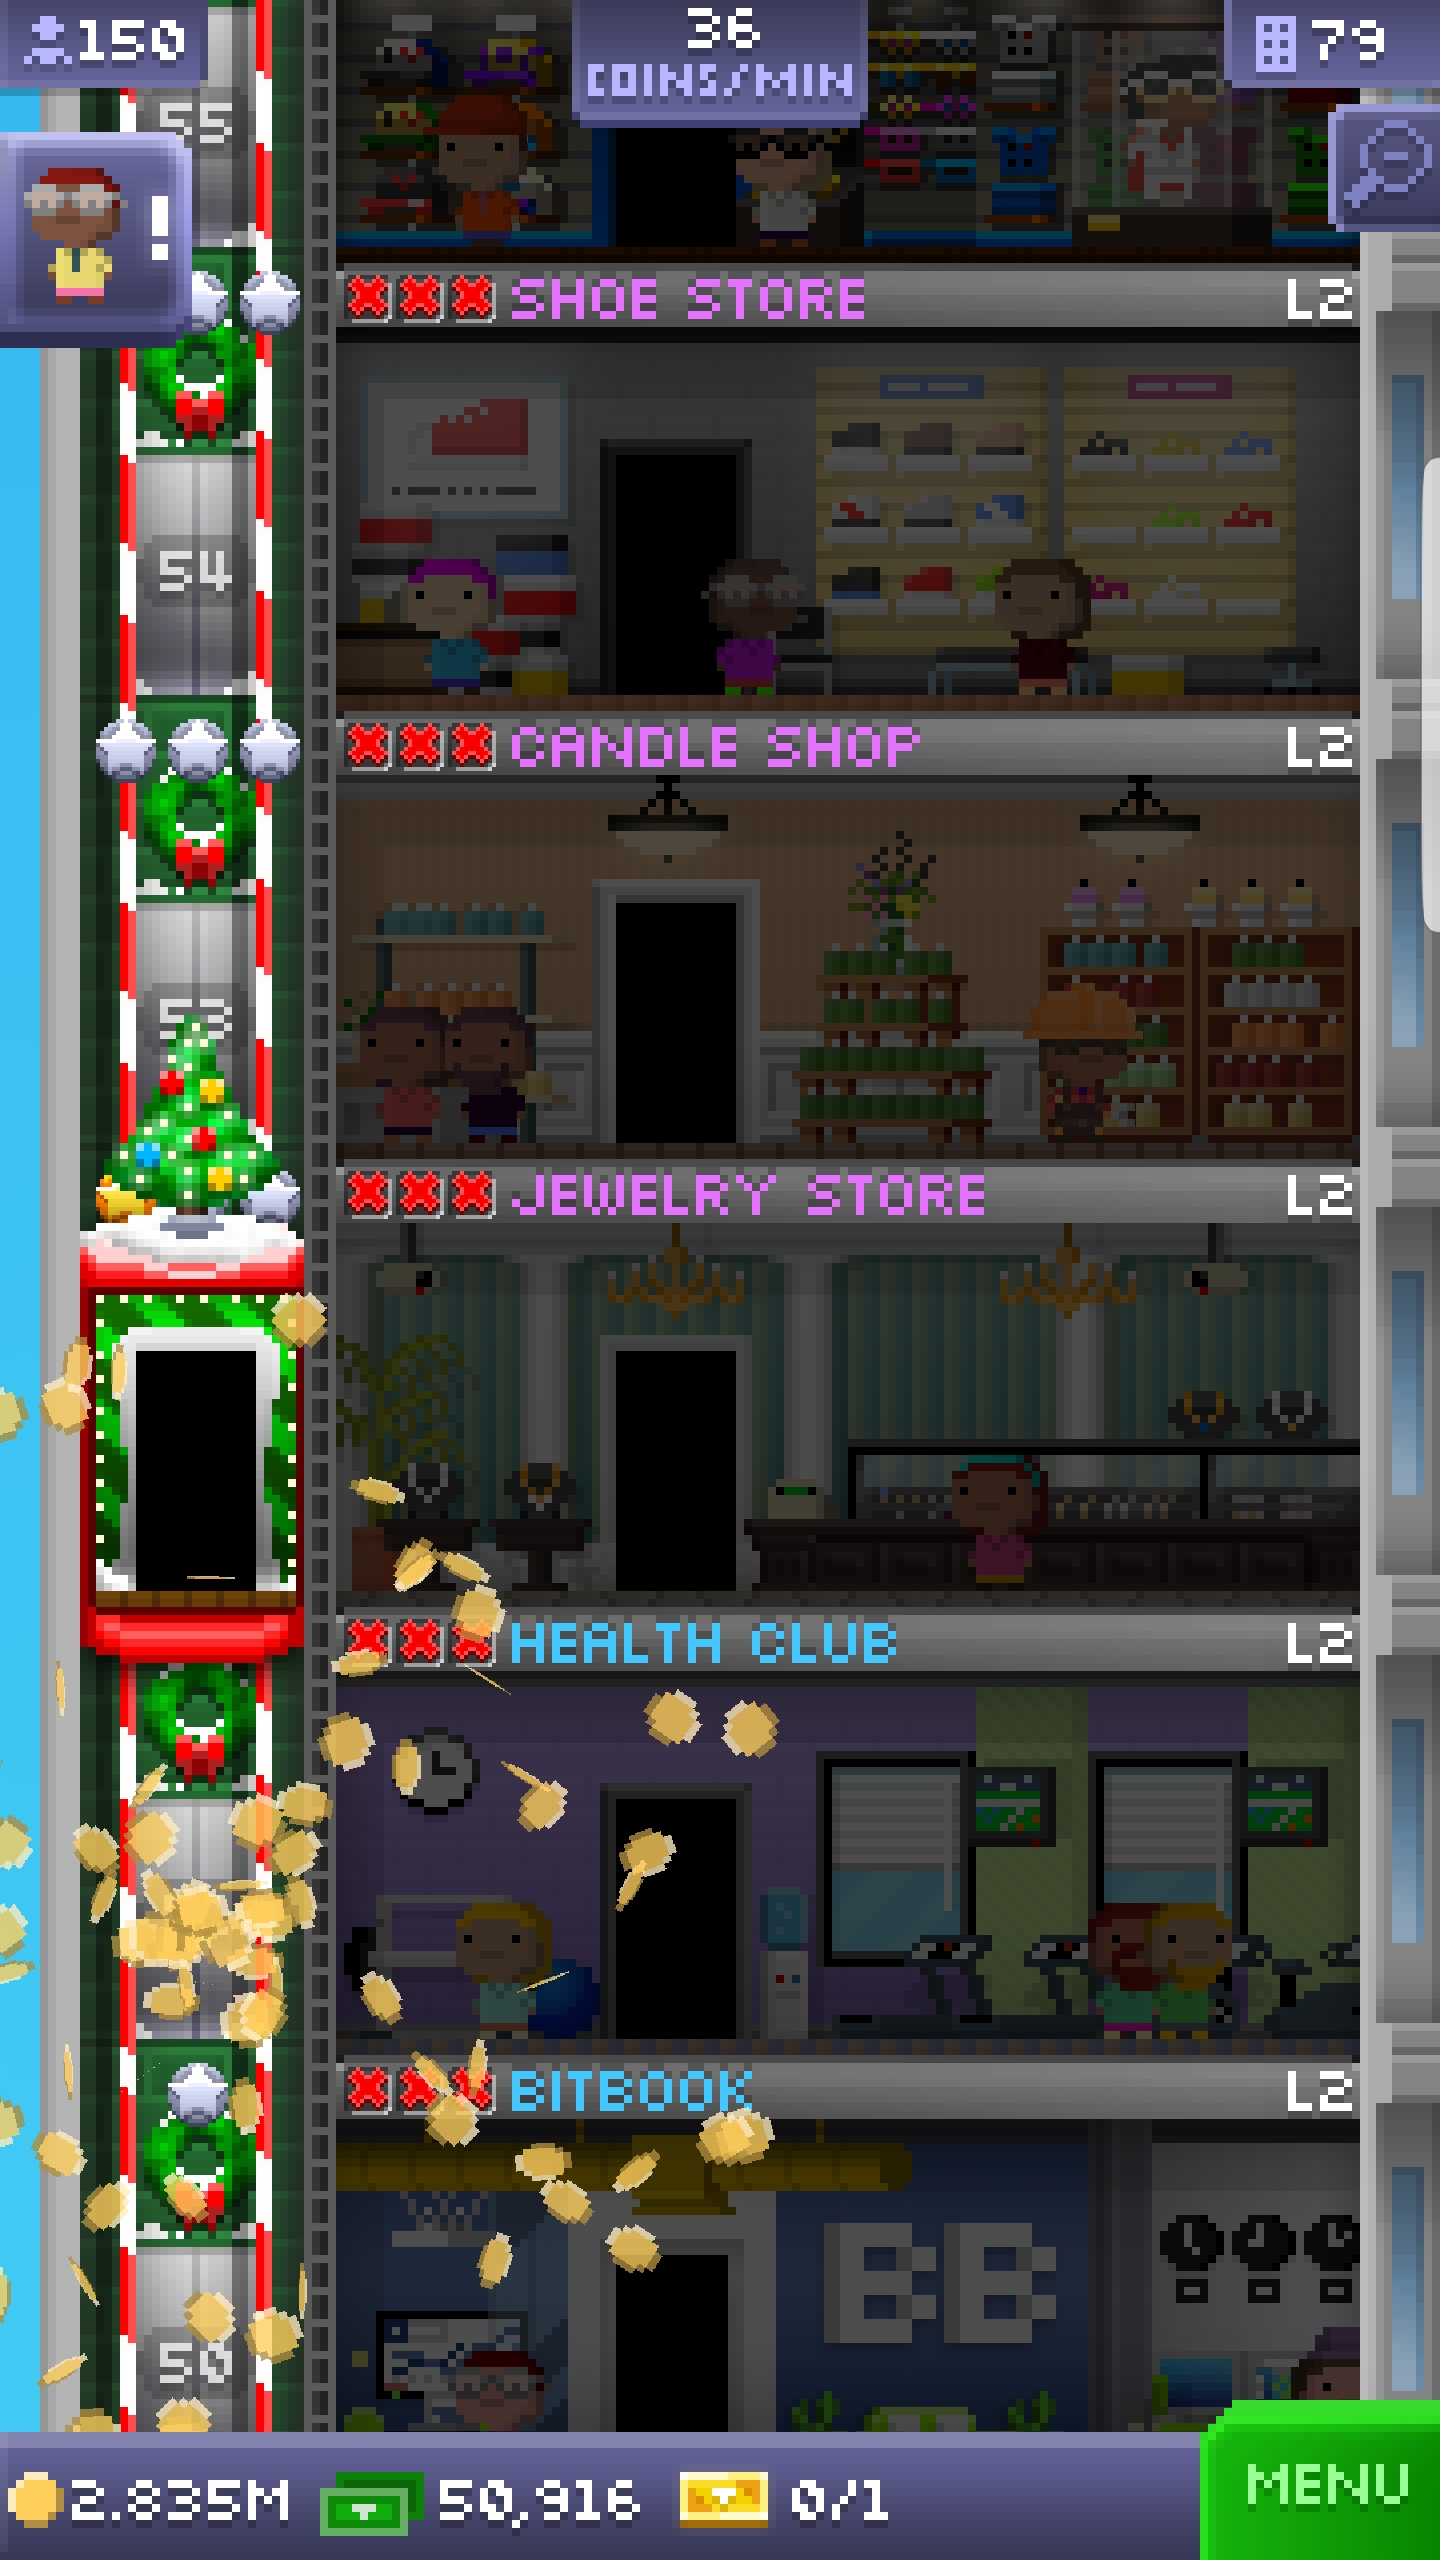 150
36
COINS/MIN
79
55
!
SHOE STORE L2
54
CANDLE SHOP L2
53
JEWELRY STORE L2
HEALTH CLUB L2
BITBOOK L2
BB
50
2.835M 50,916 0/1 MENU